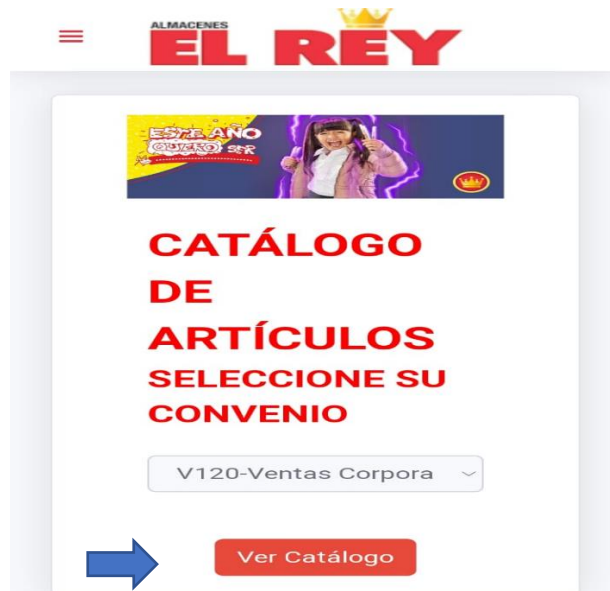 ALMACENES
EL REY
ESTE AÑO
QUIERO SER
CATÁLOGO
DE
ARTÍCULOS
SELECCIONE SU
CONVENIO
V120-Ventas Corpora
Ver Catálogo